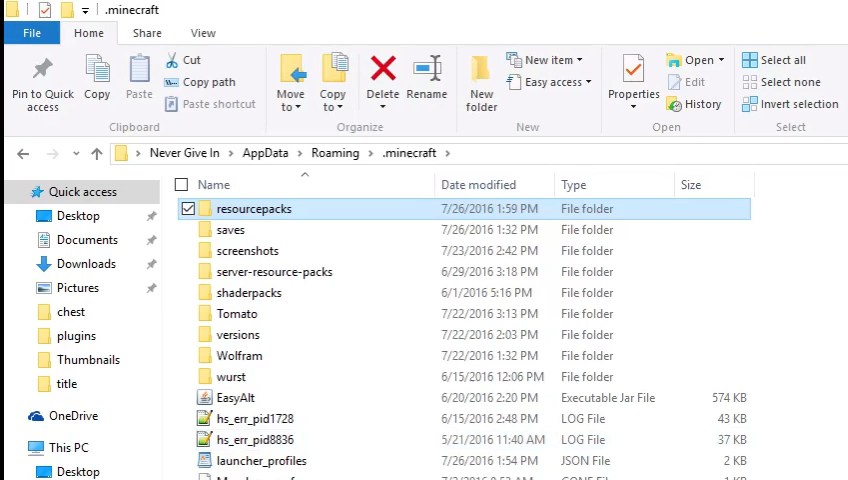 .minecraft
File Home Share View
Pin to Quick access
Copy
Paste
Cut
Copy path
Paste shortcut
Clipboard
Move to
Copy to
Delete
Rename
Organize
New folder
New item
Easy access
Properties
Open
Edit
History
Open
Select all
Select none
Invert selection
Select
Never Give In AppData Roaming .minecraft
Quick access
Desktop
Documents
Downloads
Pictures
chest
plugins
Thumbnails
title
OneDrive
This PC
Desktop
Name Date modified Type Size
resourcepacks 7/26/2016 1:59 PM File folder
saves 7/26/2016 1:32 PM File folder
screenshots 7/23/2016 2:42 PM File folder
server-resource-packs 6/29/2016 3:18 PM File folder
shaderpacks 6/1/2016 5:16 PM File folder
Tomato 7/22/2016 3:13 PM File folder
versions 7/22/2016 2:03 PM File folder
Wolfram 7/22/2016 1:32 PM File folder
wurst 6/15/2016 12:06 PM File folder
EasyAlt 6/20/2016 2:20 PM Executable Jar File 574 KB
hs_err_pid1728 6/15/2016 2:48 PM LOG File 43 KB
hs_err_pid8836 5/21/2016 11:40 AM LOG File 37 KB
launcher_profiles 7/26/2016 1:54 PM JSON File 2 KB